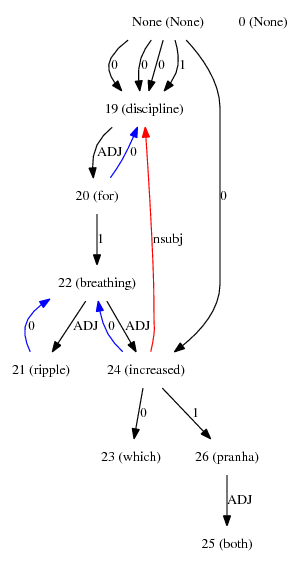 None (None) 0 (None)
0 0 0 1
19 (discipline)
ADJ 0
20 (for) 0
1 nsubj
22 (breathing)
0 ADJ 0 ADJ
21 (ripple) 24 (increased)
0 1
23 (which) 26 (pranha)
ADJ
25 (both)